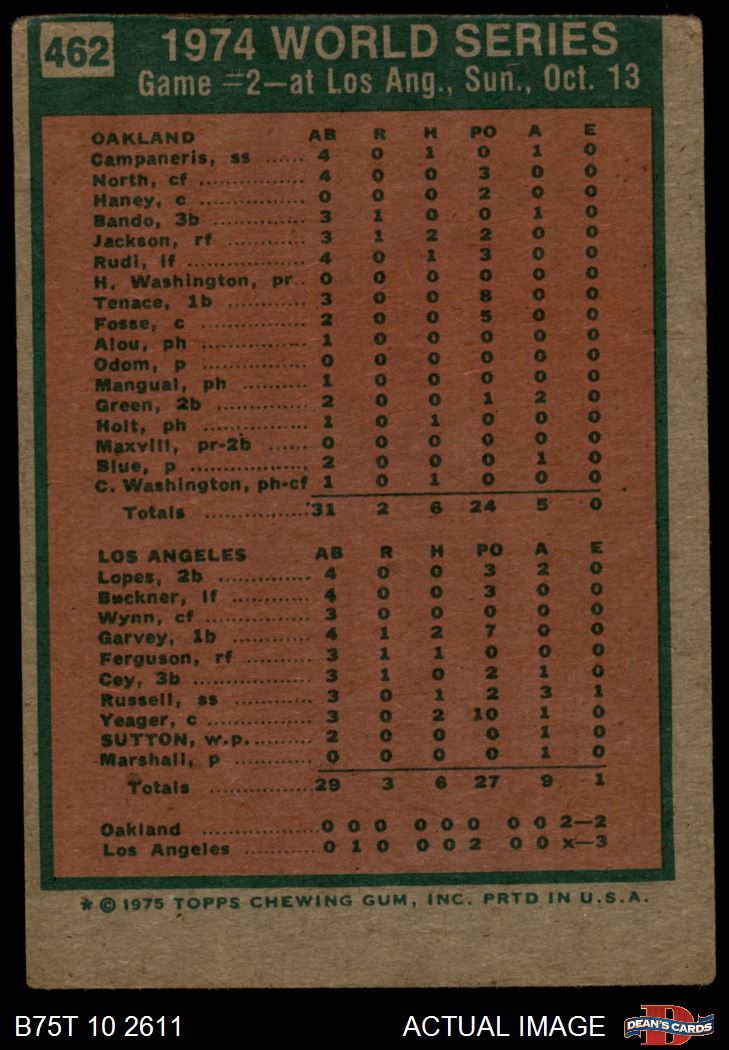 462
1974 WORLD SERIES
Game #2—at Los Ang., Sun., Oct. 13
OAKLAND AB R H PO A E
Campaneris, ss ...... 4 0 1 0 1 0
North, cf ................ 4 0 0 3 0 0
Haney, c ................ 0 0 0 2 0 0
Bando, 3b .............. 3 1 0 0 1 0
Jackson, rf ............ 3 1 2 2 0 0
Rudi, lf .................. 4 0 1 3 0 0
H. Washington, pr.. 0 0 0 0 0 0
Tenace, 1b ............ 3 0 0 8 0 0
Fosse, c ................ 2 0 0 5 0 0
Alou, ph ................ 1 0 0 0 0 0
Odom, p ................ 0 0 0 0 0 0
Mangual, ph .......... 1 0 0 0 0 0
Green, 2b .............. 2 0 0 1 2 0
Holt, ph ................ 1 0 1 0 0 0
Maxvill, pr-2b ...... 0 0 0 0 0 0
Blue, p .................. 2 0 0 0 1 0
C. Washington, ph-cf 1 0 1 0 0 0
Totals ................ 31 2 6 24 5 0
LOS ANGELES AB R H PO A E
Lopes, 2b .............. 4 0 0 3 2 0
Buckner, lf ............ 4 0 0 3 0 0
Wynn, cf ................ 3 0 0 0 0 0
Garvey, 1b ............ 4 1 2 7 0 0
Ferguson, rf .......... 3 1 1 0 0 0
Cey, 3b .................. 3 1 0 2 1 0
Russell, ss ............ 3 0 1 2 3 1
Yeager, c .............. 3 0 2 10 1 0
SUTTON, w.p. ........ 2 0 0 0 1 0
Marshall, p ............ 0 0 0 0 1 0
Totals ................ 29 3 6 27 9 1
Oakland .................. 0 0 0 0 0 0 0 0 2—2
Los Angeles ............ 0 1 0 0 0 2 0 0 x—3
* © 1975 TOPPS CHEWING GUM, INC. PRTD IN U.S.A.
B75T 10 2611 ACTUAL IMAGE DEAN'S CARDS